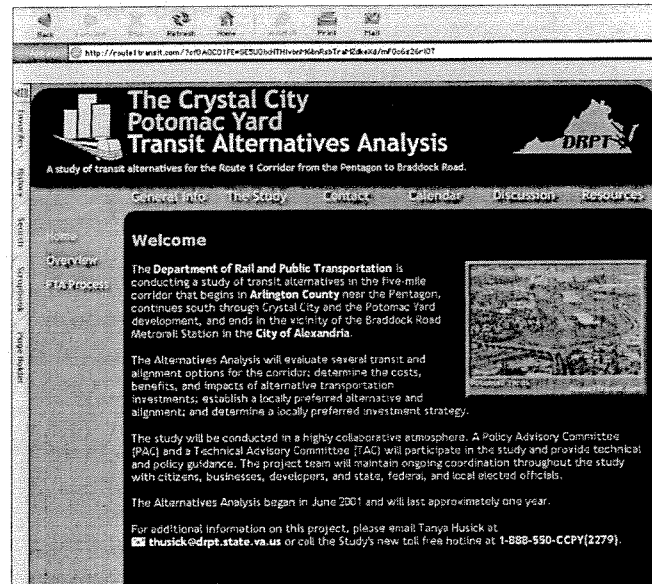 Back
Refresh
Home
Print
Mail
The Crystal City
Potomac Yard
Transit Alternatives Analysis
DRPT
A study of transit alternatives for the Route 1 Corridor from the Pentagon to Braddock Road.
General Info The Study Contact Calendar Discussion Resources
Favorites
History
Search
Scrapbook
Page Holder
Home
Overview
FTA Process
Welcome
The Department of Rail and Public Transportation is
conducting a study of transit alternatives in the five-mile
corridor that begins in Arlington County near the Pentagon,
continues south through Crystal City and the Potomac Yard
development, and ends in the vicinity of the Braddock Road
Metrorail Station in the City of Alexandria.
The Alternatives Analysis will evaluate several transit and
alignment options for the corridor; determine the costs,
benefits, and impacts of alternative transportation
investments; establish a locally preferred alternative and
alignment; and determine a locally preferred investment strategy.
The study will be conducted in a highly collaborative atmosphere. A Policy Advisory Committee
(PAC) and a Technical Advisory Committee (TAC) will participate in the study and provide technical
and policy guidance. The project team will maintain ongoing coordination throughout the study
with citizens, businesses, developers, and state, federal, and local elected officials.
The Alternatives Analysis began in June 2001 and will last approximately one year.
For additional information on this project, please email Tanya Husick at
thusick@drpt.state.va.us or call the Study's new toll free hotline at 1-888-550-CCPY(2279).